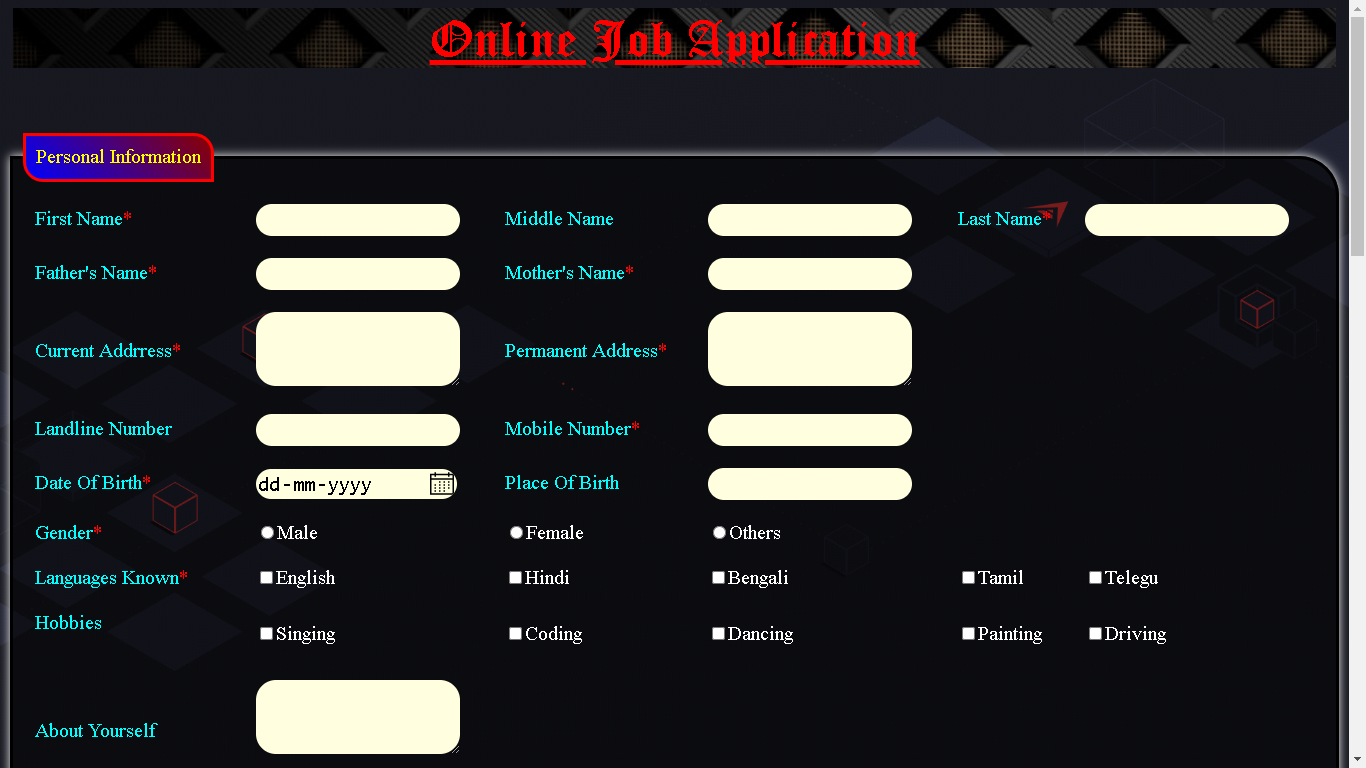 Online Job Application
Personal Information
First Name* Middle Name Last Name*
Father's Name* Mother's Name*
Current Addrress* Permanent Address*
Landline Number Mobile Number*
Date Of Birth* dd-mm-yyyy Place Of Birth
Gender* Male Female Others
Languages Known* English Hindi Bengali Tamil Telegu
Hobbies Singing Coding Dancing Painting Driving
About Yourself